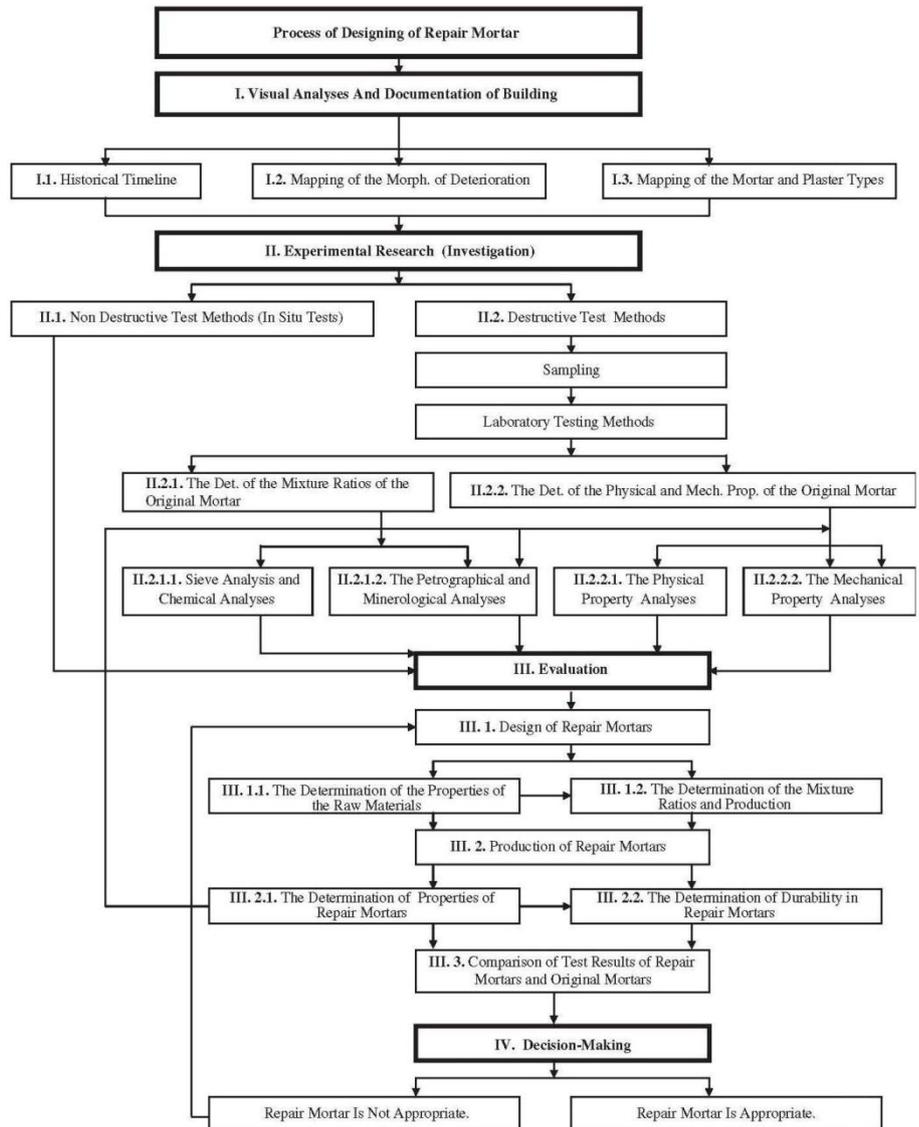 Process of Designing of Repair Mortar
I. Visual Analyses And Documentation of Building
I.1. Historical Timeline
I.2. Mapping of the Morph. of Deterioration
I.3. Mapping of the Mortar and Plaster Types
II. Experimental Research (Investigation)
II.1. Non Destructive Test Methods (In Situ Tests)
II.2. Destructive Test Methods
Sampling
Laboratory Testing Methods
II.2.1. The Det. of the Mixture Ratios of the
Original Mortar
II.2.2. The Det. of the Physical and Mech. Prop. of the Original Mortar
II.2.1.1. Sieve Analysis and
Chemical Analyses
II.2.1.2. The Petrographical and
Minerological Analyses
II.2.2.1. The Physical
Property Analyses
II.2.2.2. The Mechanical
Property Analyses
III. Evaluation
III. 1. Design of Repair Mortars
III. 1.1. The Determination of the Properties of
the Raw Materials
III. 1.2. The Determination of the Mixture
Ratios and Production
III. 2. Production of Repair Mortars
III. 2.1. The Determination of Properties of
Repair Mortars
III. 2.2. The Determination of Durability in
Repair Mortars
III. 3. Comparison of Test Results of Repair
Mortars and Original Mortars
IV. Decision-Making
Repair Mortar Is Not Appropriate.
Repair Mortar Is Appropriate.